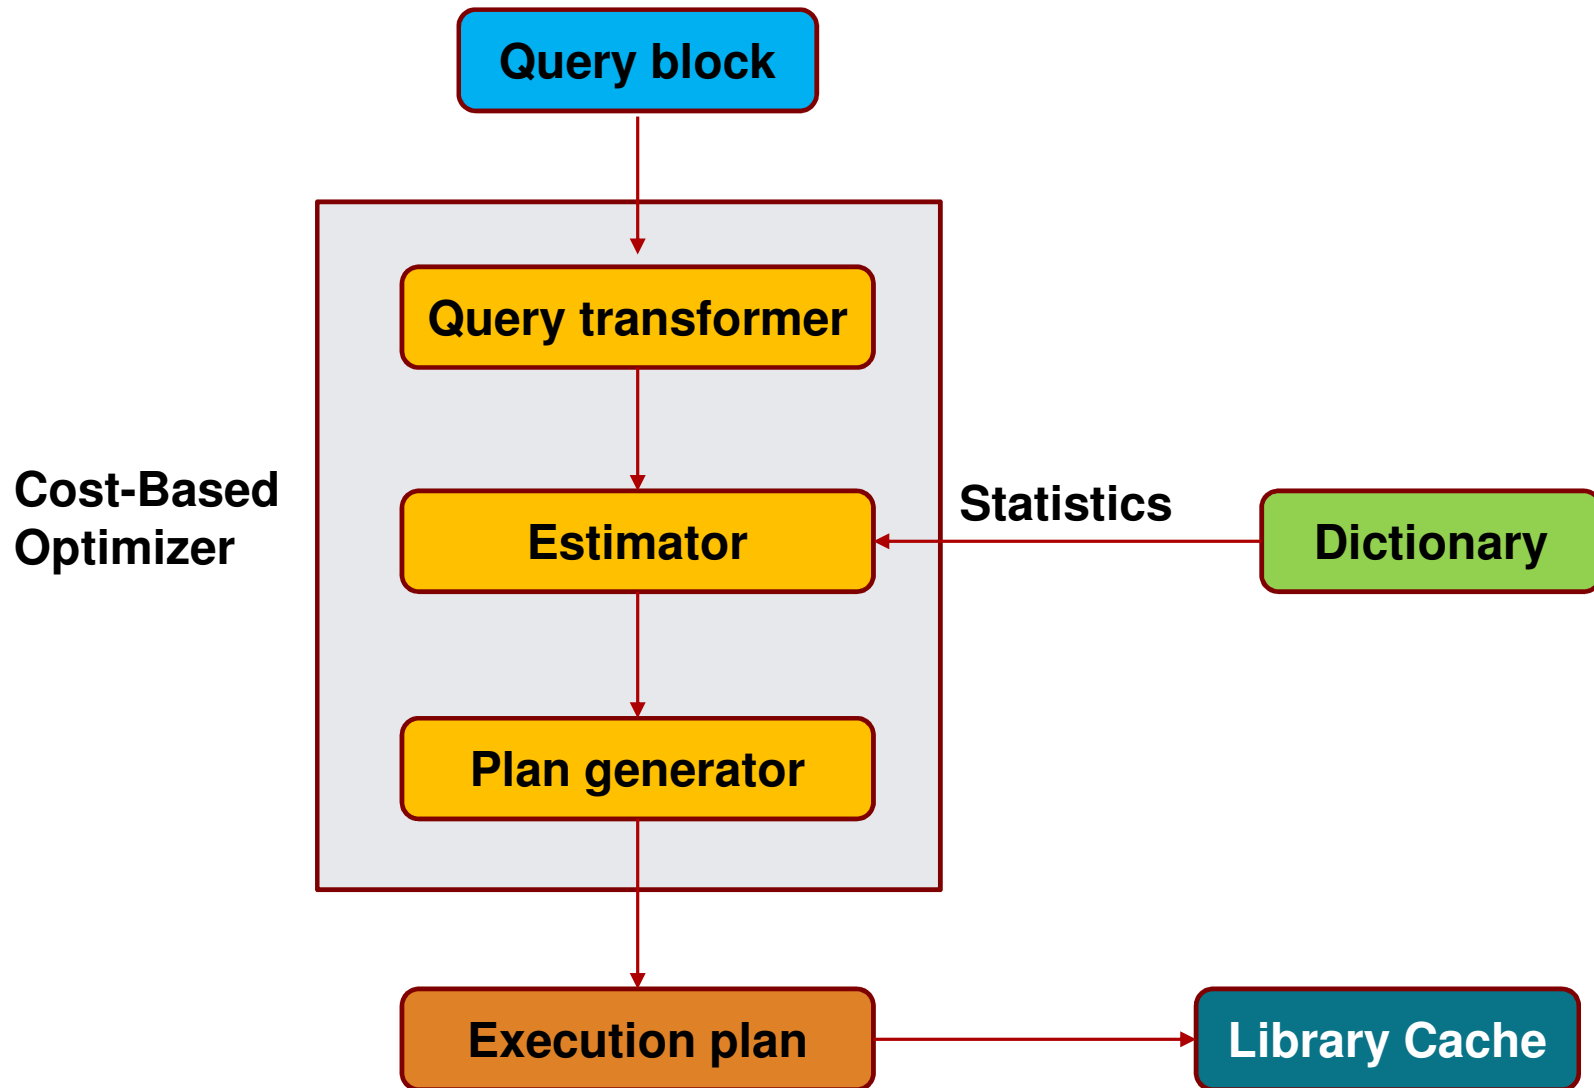 Query block
Query transformer
Cost-Based
Optimizer
Statistics
Estimator
Dictionary
Plan generator
Execution plan
Library Cache